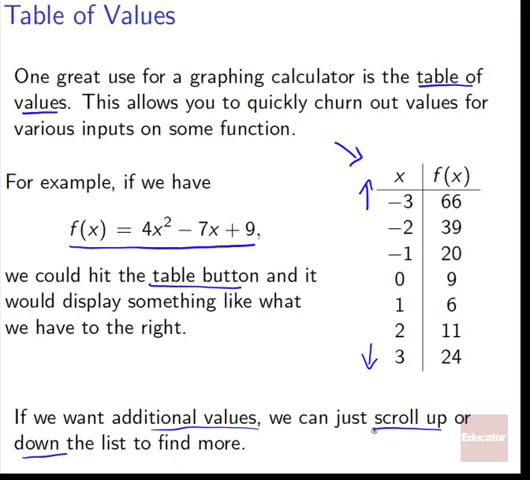 Table of Values
One great use for a graphing calculator is the table of
values. This allows you to quickly churn out values for
various inputs on some function.
For example, if we have
f(x) = 4x² − 7x + 9,
we could hit the table button and it
would display something like what
we have to the right.
x f(x)
−3 66
−2 39
−1 20
0 9
1 6
2 11
3 24
If we want additional values, we can just scroll up or
down the list to find more.
Educator